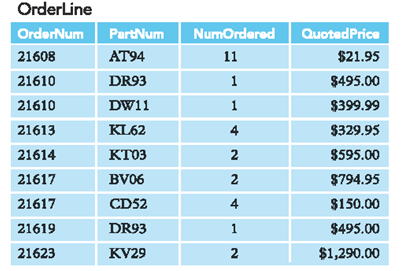 OrderLine
OrderNum PartNum NumOrdered QuotedPrice
21608 AT94 11 $21.95
21610 DR93 1 $495.00
21610 DW11 1 $399.99
21613 KL62 4 $329.95
21614 KT03 2 $595.00
21617 BV06 2 $794.95
21617 CD52 4 $150.00
21619 DR93 1 $495.00
21623 KV29 2 $1,290.00